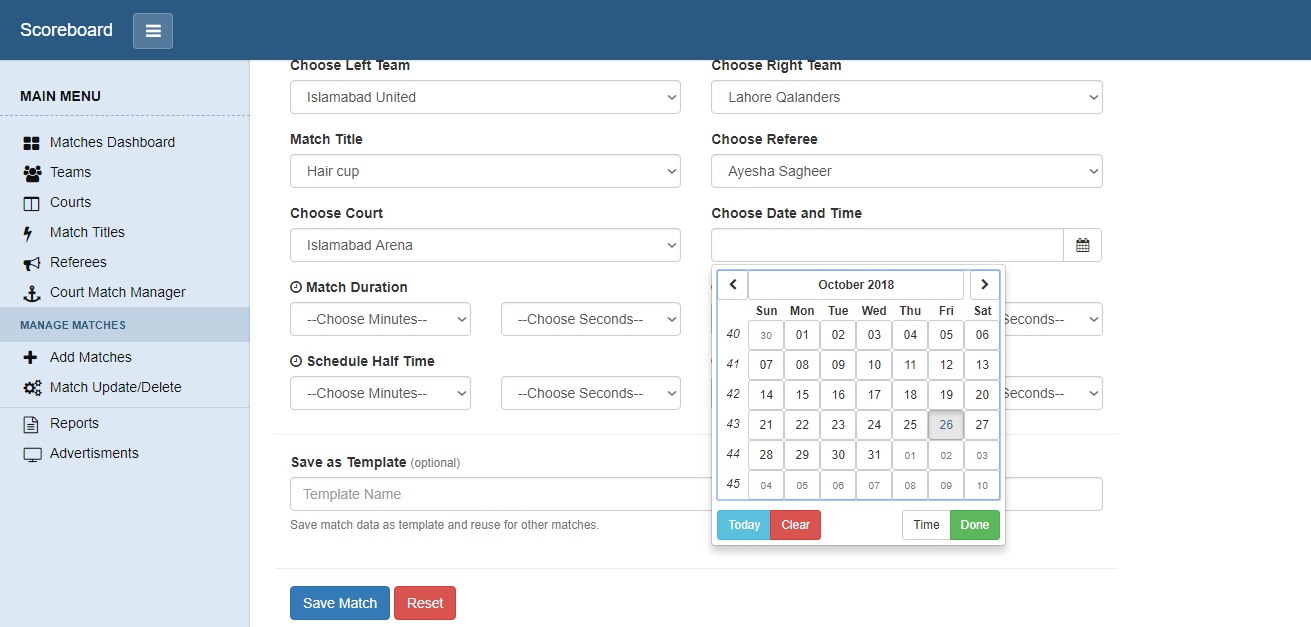 Scoreboard
MAIN MENU
Matches Dashboard
Teams
Courts
Match Titles
Referees
Court Match Manager
MANAGE MATCHES
Add Matches
Match Update/Delete
Reports
Advertisments
Choose Left Team
Islamabad United
Choose Right Team
Lahore Qalanders
Match Title
Hair cup
Choose Referee
Ayesha Sagheer
Choose Court
Islamabad Arena
Choose Date and Time
Match Duration
--Choose Minutes-- --Choose Seconds--
Seconds--
Schedule Half Time
--Choose Minutes-- --Choose Seconds--
Seconds--
October 2018
Sun Mon Tue Wed Thu Fri Sat
40 30 01 02 03 04 05 06
41 07 08 09 10 11 12 13
42 14 15 16 17 18 19 20
43 21 22 23 24 25 26 27
44 28 29 30 31 01 02 03
45 04 05 06 07 08 09 10
Today Clear Time Done
Save as Template (optional)
Template Name
Save match data as template and reuse for other matches.
Save Match Reset